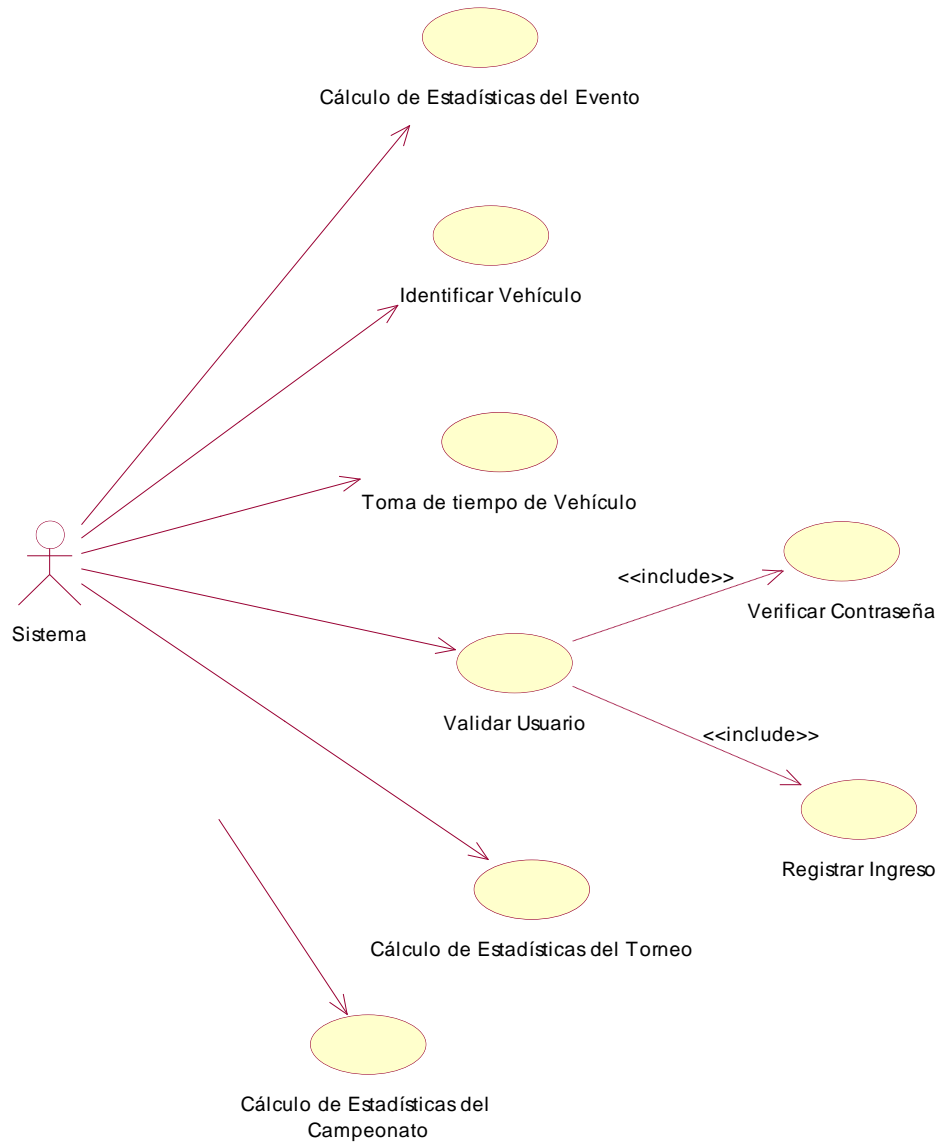 Cálculo de Estadísticas del Evento
Identificar Vehículo
Toma de tiempo de Vehículo
Sistema
<<include>>
Verificar Contraseña
Validar Usuario
<<include>>
Registrar Ingreso
Cálculo de Estadísticas del Torneo
Cálculo de Estadísticas del
Campeonato